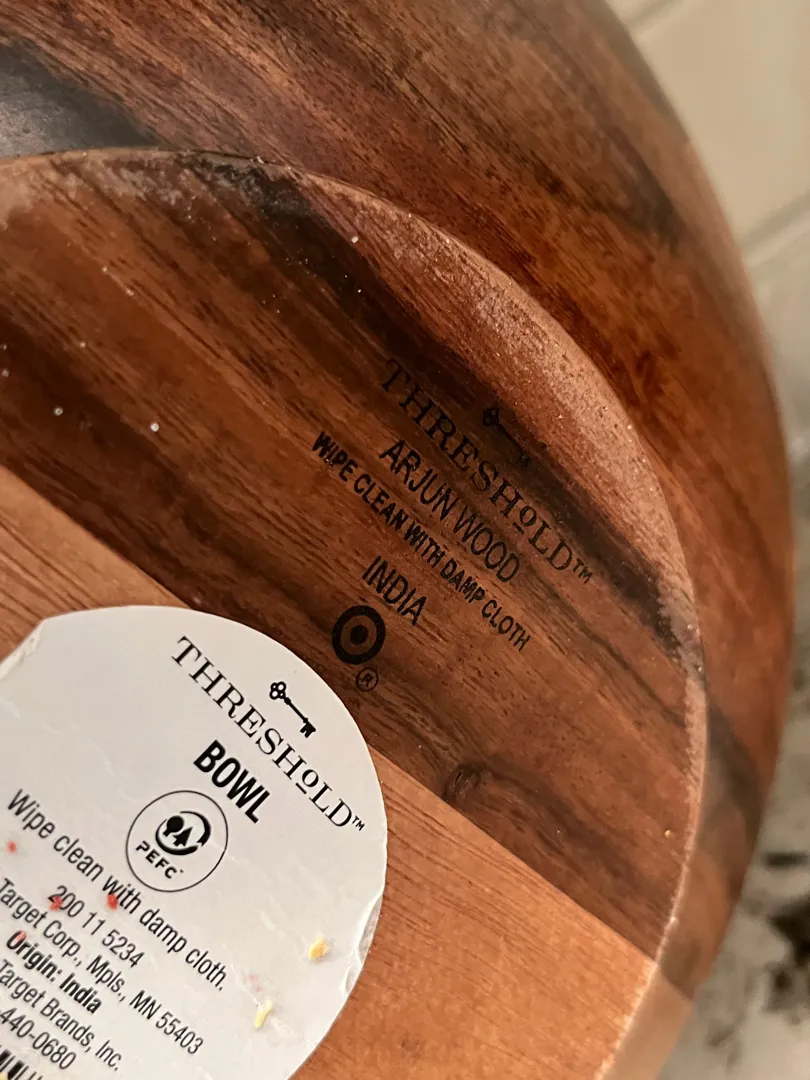 THRESHOLD™
ARJUN WOOD
WIPE CLEAN WITH DAMP CLOTH
INDIA
®
THRESHOLD™
BOWL
PEFC™
Wipe clean with damp cloth.
200 11 5234
Target Corp., Mpls., MN 55403
Origin: India
Target Brands, Inc.
-440-0680